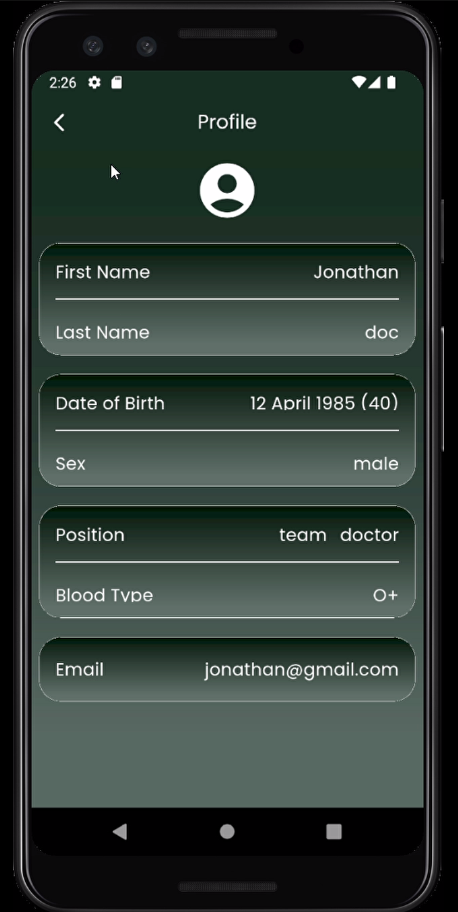 2:26
Profile
First Name Jonathan
Last Name doc
Date of Birth 12 April 1985 (40)
Sex male
Position team doctor
Blood Type O+
Email jonathan@gmail.com